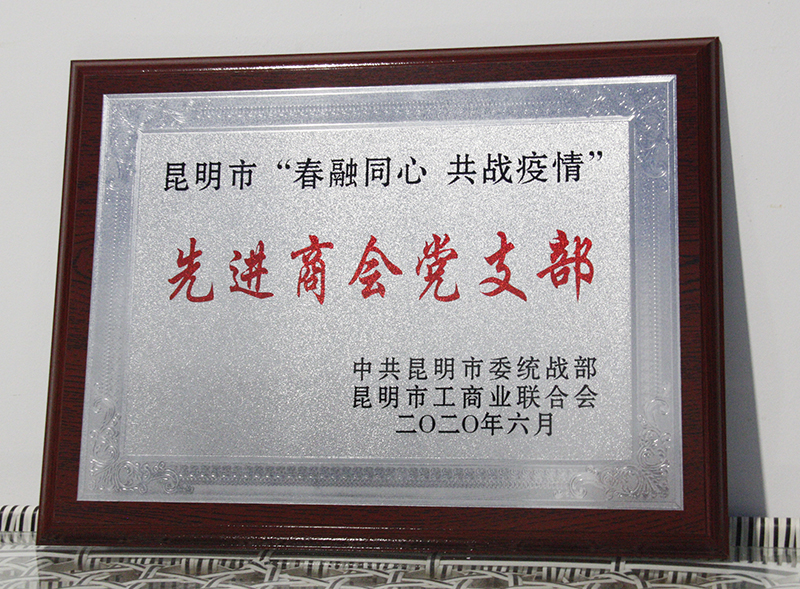 昆明市“春融同心 共战疫情”
先进商会党支部
中共昆明市委统战部
昆明市工商业联合会
二〇二〇年六月